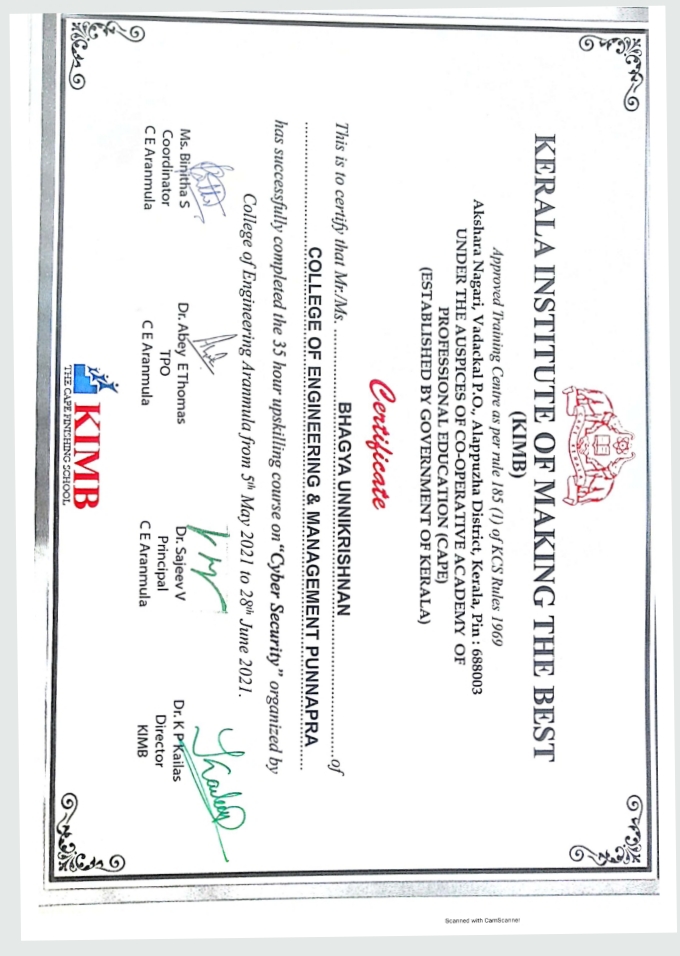 CAPE KERALA
KERALA INSTITUTE OF MAKING THE BEST
(KIMB)
Approved Training Centre as per rule 185 (1) of KCS Rules 1969
Akshara Nagari, Vadackal P.O., Alappuzha District, Kerala, Pin : 688003
UNDER THE AUSPICES OF CO-OPERATIVE ACADEMY OF
PROFESSIONAL EDUCATION (CAPE)
(ESTABLISHED BY GOVERNMENT OF KERALA)
Certificate
This is to certify that Mr./Ms. BHAGYA UNNIKRISHNAN of
COLLEGE OF ENGINEERING & MANAGEMENT PUNNAPRA
has successfully completed the 35 hour upskilling course on "Cyber Security" organized by
College of Engineering Aranmula from 5th May 2021 to 28th June 2021.
Ms. Binitha S
Coordinator
C E Aranmula
Dr. Abey E Thomas
TPO
C E Aranmula
Dr. Sajeev V
Principal
C E Aranmula
Dr. K P Kailas
Director
KIMB
KIMB
THE CAPE FINISHING SCHOOL
Scanned with CamScanner